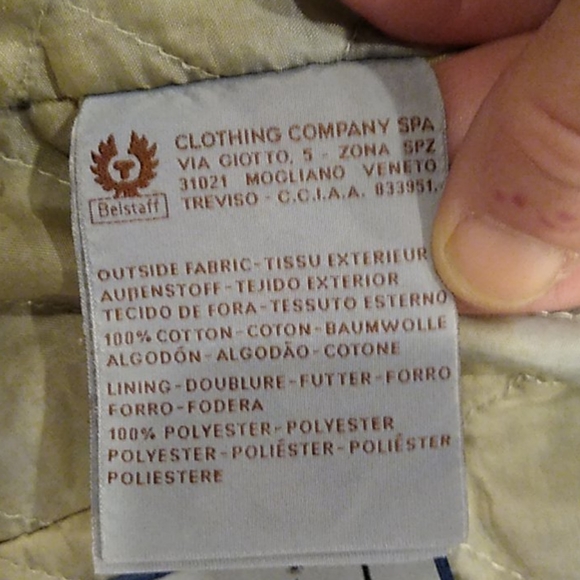 CLOTHING COMPANY SPA
VIA GIOTTO, 5 - ZONA SPZ
31021 MOGLIANO VENETO
TREVISO - C.C.I.A.A. 033951.
Belstaff
OUTSIDE FABRIC-TISSU EXTERIEUR
AUßENSTOFF-TEJIDO EXTERIOR
TECIDO DE FORA-TESSUTO ESTERNO
100% COTTON-COTON-BAUMWOLLE
ALGODÓN-ALGODÃO-COTONE
LINING-DOUBLURE-FUTTER-FORRO
FORRO-FODERA
100% POLYESTER-POLYESTER
POLYESTER-POLIÉSTER-POLIÉSTER
POLIESTERE